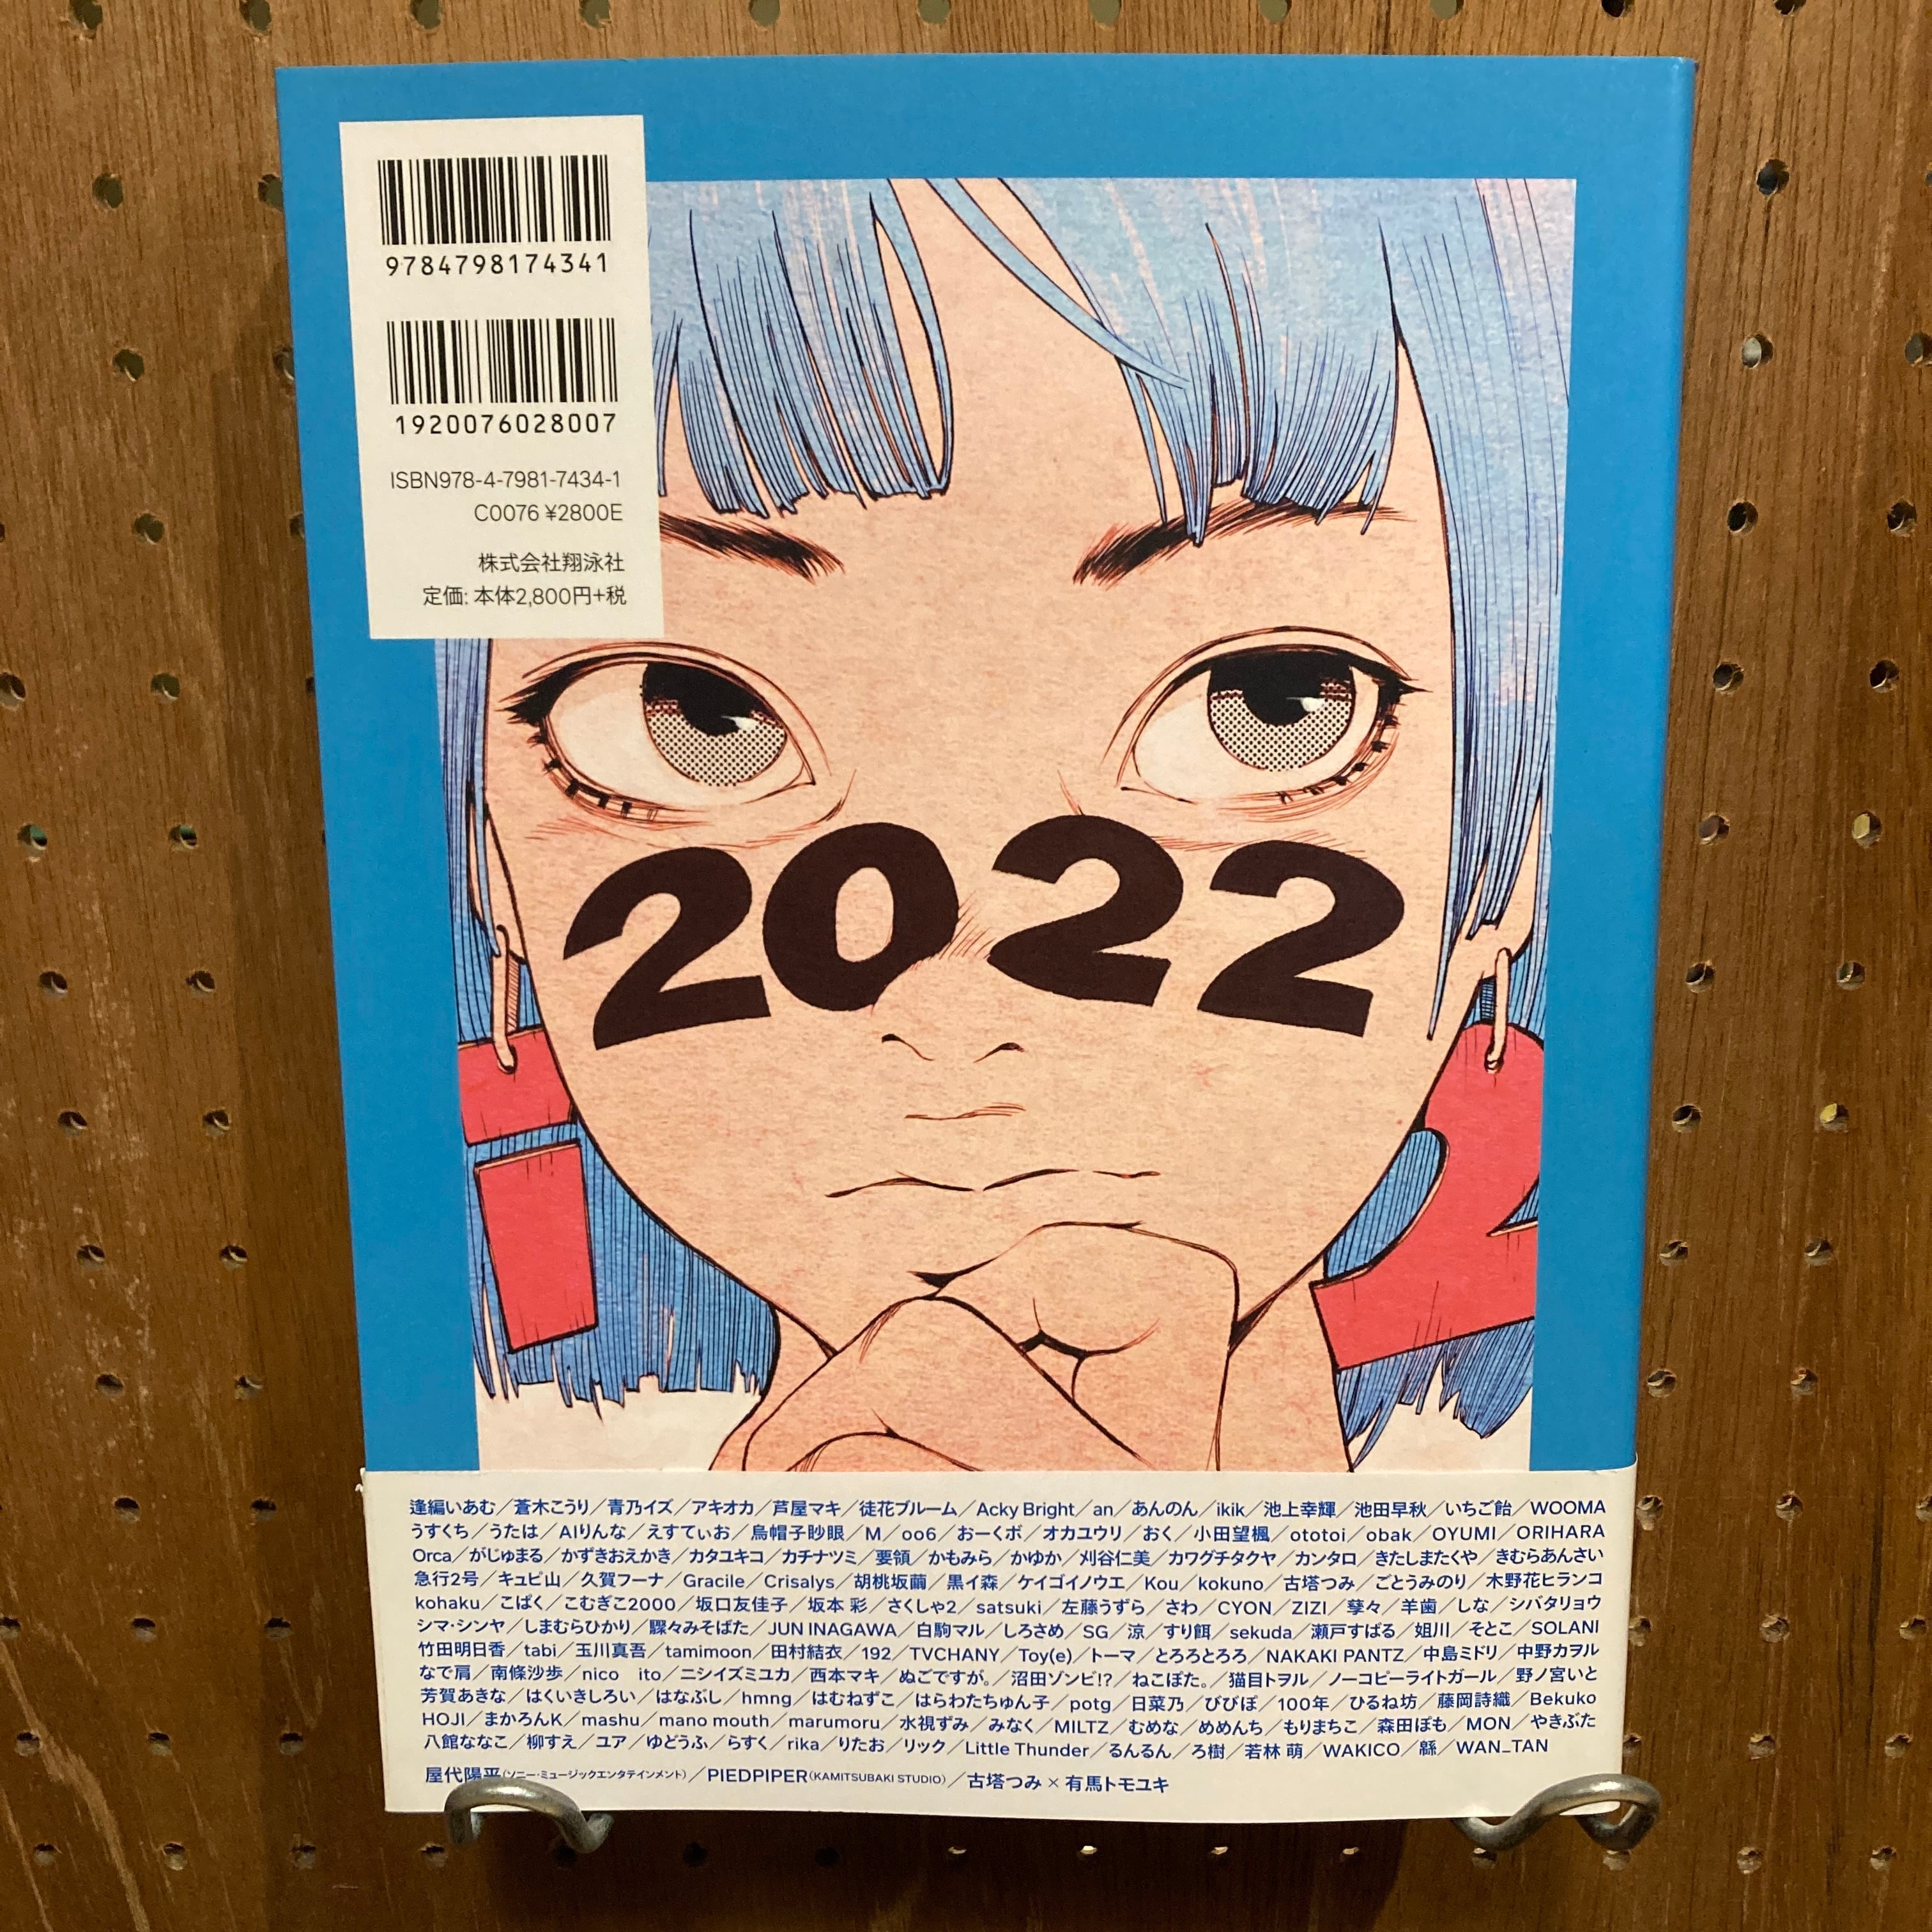 9784798174341
1920076028007
ISBN978-4-7981-7434-1
C0076 ¥2800E
株式会社翔泳社
定価: 本体2,800円+税
2022
逢編いあむ／蒼木こうり／青乃イズ／アキオカ／芦屋マキ／徒花ブルーム／Acky Bright／an／あんのん／ikik／池上幸輝／池田早秋／いちご飴／WOOMA
うすくち／うたは／AIりんな／えすてぃお／烏帽子眇眼／M／oo6／おーくボ／オカユウリ／おく／小田望楓／ototoi／obak／OYUMI／ORIHARA
Orca／がじゅまる／かずきおえかき／カタユキコ／カチナツミ／要領／かもみら／かゆか／刈谷仁美／カワグチタクヤ／カンタロ／きたしまたくや／きむらあんさい
急行2号／キュピ山／久賀フーナ／Gracile／Crisalys／胡桃坂繭／黒イ森／ケイゴイノウエ／Kou／kokuno／古塔つみ／ごとうみのり／木野花ヒランコ
kohaku／こぱく／こむぎこ2000／坂口友佳子／坂本 彩／さくしゃ2／satsuki／左藤うずら／さわ／CYON／ZIZI／孳々／羊歯／しな／シバタリョウ
シマ・シンヤ／しまむらひかり／驟々みそばた／JUN INAGAWA／白駒マル／しろさめ／SG／涼／すり餌／sekuda／瀬戸すばる／姐川／そとこ／SOLANI
竹田明日香／tabi／玉川真吾／tamimoon／田村結衣／192／TVCHANY／Toy(e)／トーマ／とろろとろろ／NAKAKI PANTZ／中島ミドリ／中野カヲル
なで肩／南條沙歩／nico ito／ニシイズミユカ／西本マキ／ぬごですが。／沼田ゾンビ!?／ねこぽた。／猫目トヲル／ノーコピーライトガール／野ノ宮いと
芳賀あきな／はくいきしろい／はなぶし／hmng／はむねずこ／はらわたちゅん子／potg／日菜乃／びびぽ／100年／ひるね坊／藤岡詩織／Bekuko
HOJI／まかろんK／mashu／mano mouth／marumoru／水視ずみ／みなく／MILTZ／むめな／めめんち／もりまちこ／森田ぽも／MON／やきぶた
八館ななこ／柳すえ／ユア／ゆどうふ／らすく／rika／りたお／リック／Little Thunder／るんるん／ろ樹／若林 萌／WAKICO／緜／WAN_TAN
屋代陽平（ソニー・ミュージックエンタテインメント）／PIEDPIPER（KAMITSUBAKI STUDIO）／古塔つみ×有馬トモユキ